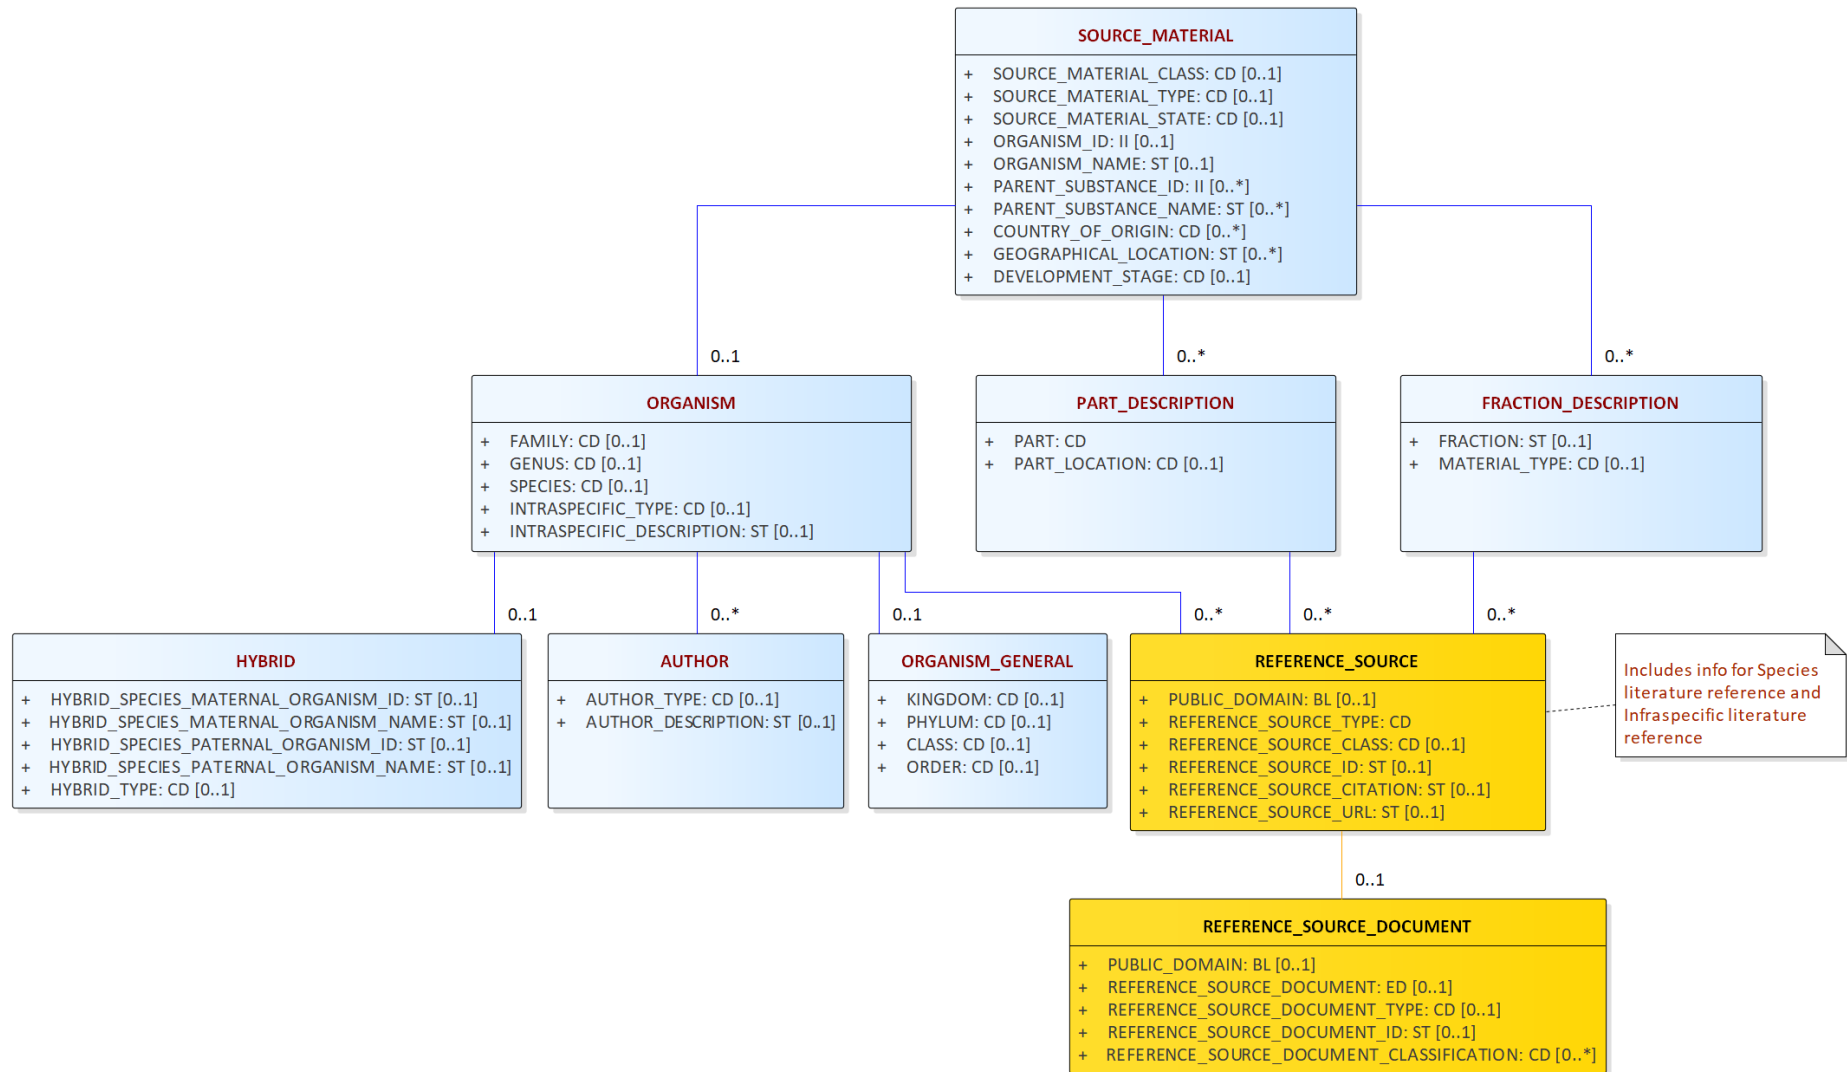 SOURCE_MATERIAL
+ SOURCE_MATERIAL_CLASS: CD [0..1]
+ SOURCE_MATERIAL_TYPE: CD [0..1]
+ SOURCE_MATERIAL_STATE: CD [0..1]
+ ORGANISM_ID: II [0..1]
+ ORGANISM_NAME: ST [0..1]
+ PARENT_SUBSTANCE_ID: II [0..*]
+ PARENT_SUBSTANCE_NAME: ST [0..*]
+ COUNTRY_OF_ORIGIN: CD [0..*]
+ GEOGRAPHICAL_LOCATION: ST [0..*]
+ DEVELOPMENT_STAGE: CD [0..1]
0..1
0..*
0..*
ORGANISM
+ FAMILY: CD [0..1]
+ GENUS: CD [0..1]
+ SPECIES: CD [0..1]
+ INTRASPECIFIC_TYPE: CD [0..1]
+ INTRASPECIFIC_DESCRIPTION: ST [0..1]
PART_DESCRIPTION
+ PART: CD
+ PART_LOCATION: CD [0..1]
FRACTION_DESCRIPTION
+ FRACTION: ST [0..1]
+ MATERIAL_TYPE: CD [0..1]
0..1
0..*
0..1
0..*
0..*
0..*
HYBRID
+ HYBRID_SPECIES_MATERNAL_ORGANISM_ID: ST [0..1]
+ HYBRID_SPECIES_MATERNAL_ORGANISM_NAME: ST [0..1]
+ HYBRID_SPECIES_PATERNAL_ORGANISM_ID: ST [0..1]
+ HYBRID_SPECIES_PATERNAL_ORGANISM_NAME: ST [0..1]
+ HYBRID_TYPE: CD [0..1]
AUTHOR
+ AUTHOR_TYPE: CD [0..1]
+ AUTHOR_DESCRIPTION: ST [0..1]
ORGANISM_GENERAL
+ KINGDOM: CD [0..1]
+ PHYLUM: CD [0..1]
+ CLASS: CD [0..1]
+ ORDER: CD [0..1]
REFERENCE_SOURCE
+ PUBLIC_DOMAIN: BL [0..1]
+ REFERENCE_SOURCE_TYPE: CD
+ REFERENCE_SOURCE_CLASS: CD [0..1]
+ REFERENCE_SOURCE_ID: ST [0..1]
+ REFERENCE_SOURCE_CITATION: ST [0..1]
+ REFERENCE_SOURCE_URL: ST [0..1]
Includes info for Species
literature reference and
Infraspecific literature
reference
0..1
REFERENCE_SOURCE_DOCUMENT
+ PUBLIC_DOMAIN: BL [0..1]
+ REFERENCE_SOURCE_DOCUMENT: ED [0..1]
+ REFERENCE_SOURCE_DOCUMENT_TYPE: CD [0..1]
+ REFERENCE_SOURCE_DOCUMENT_ID: ST [0..1]
+ REFERENCE_SOURCE_DOCUMENT_CLASSIFICATION: CD [0..*]